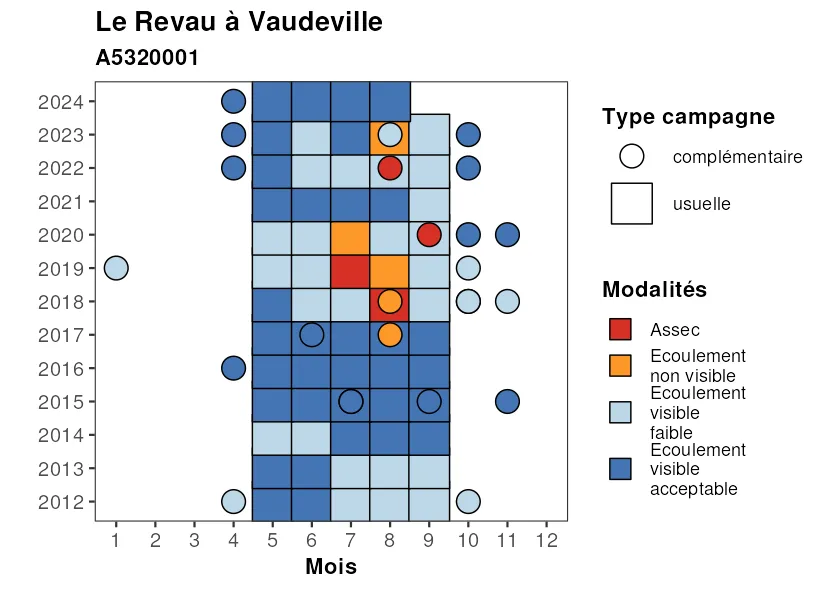 Le Revau à Vaudeville
A5320001
2024
2023
2022
2021
2020
2019
2018
2017
2016
2015
2014
2013
2012
1 2 3 4 5 6 7 8 9 10 11 12
Mois
Type campagne
complémentaire
usuelle
Modalités
Assec
Ecoulement
non visible
Ecoulement
visible
faible
Ecoulement
visible
acceptable